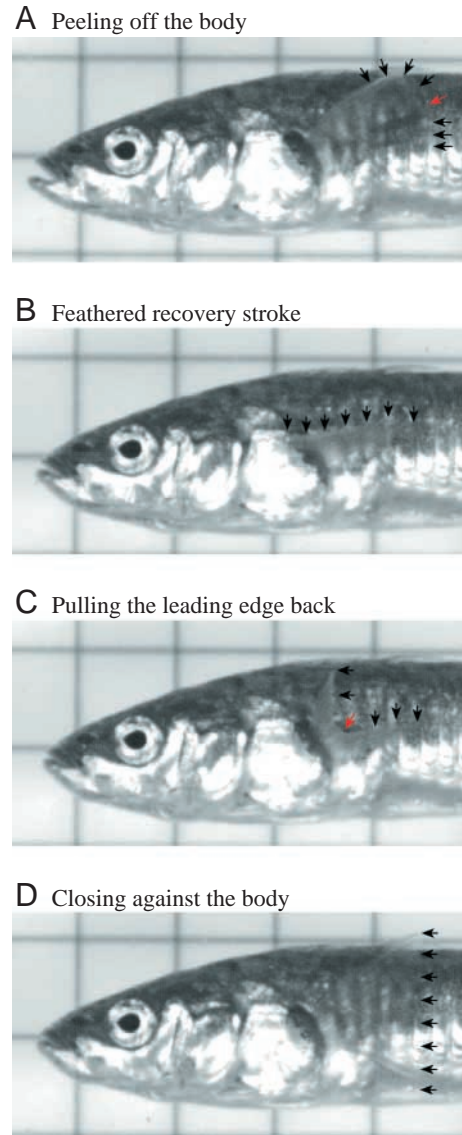 A Peeling off the body
B Feathered recovery stroke
C Pulling the leading edge back
D Closing against the body